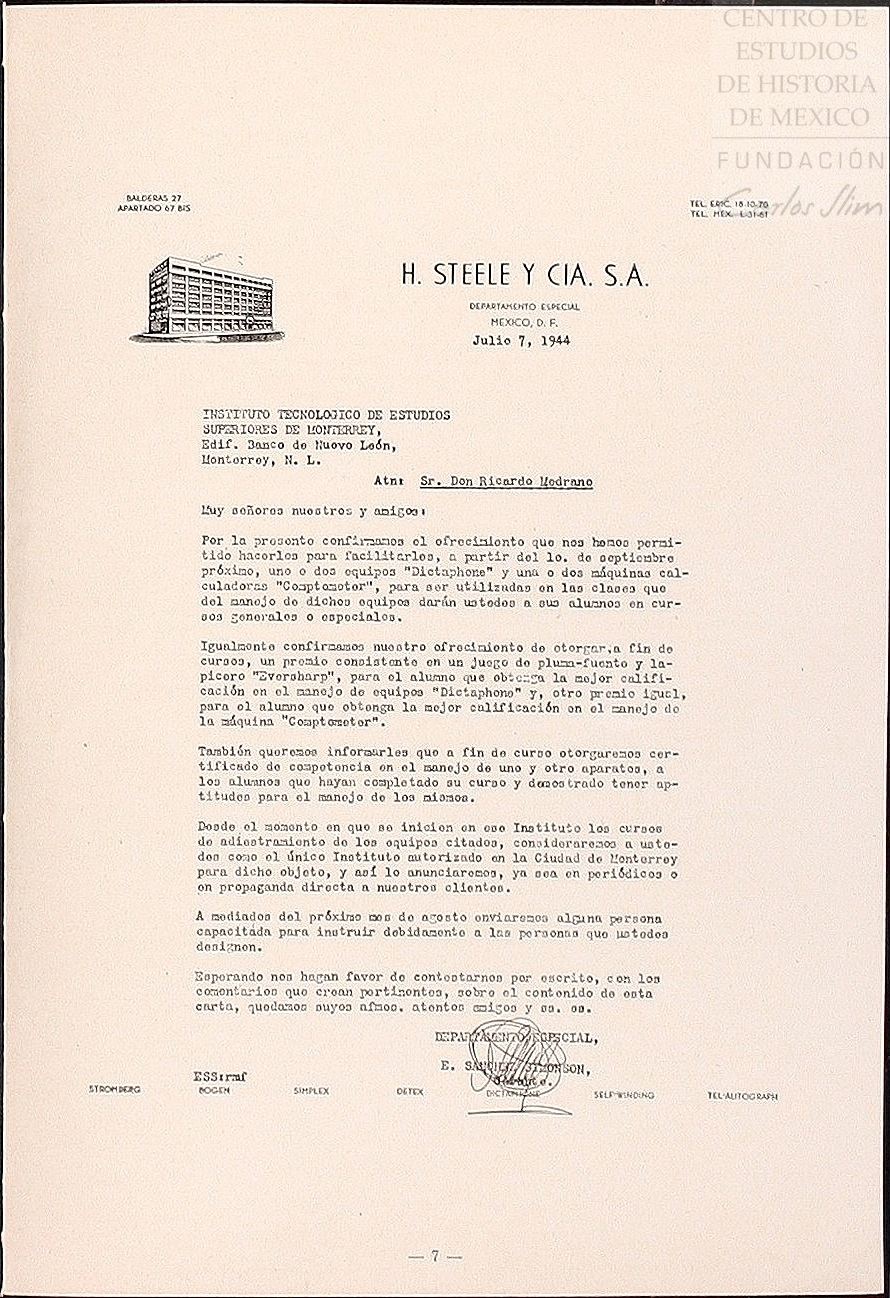 CENTRO DE
ESTUDIOS
DE HISTORIA
DE MEXICO
FUNDACIÓN
Carlos Slim
BALDERAS 27
APARTADO 67 BIS
TEL. ERIC. 18-10-70
TEL. MEX. L-31-61
H. STEELE Y CIA. S.A.
DEPARTAMENTO ESPECIAL
MEXICO, D. F.
Julio 7, 1944
INSTITUTO TECNOLOGICO DE ESTUDIOS
SUPERIORES DE MONTERREY,
Edif. Banco de Nuevo León,
Monterrey, N. L.
Atn: Sr. Don Ricardo Medrano
Muy señores nuestros y amigos:
Por la presente confirmamos el ofrecimiento que nos hemos permi-
tido hacerles para facilitarles, a partir del 1o. de septiembre
próximo, uno o dos equipos "Dictaphone" y una o dos máquinas cal-
culadoras "Comptometer", para ser utilizadas en las clases que
del manejo de dichos equipos darán ustedes a sus alumnos en cur-
sos generales o especiales.
Igualmente confirmamos nuestro ofrecimiento de otorgar, a fin de
cursos, un premio consistente en un juego de pluma-fuente y la-
picero "Eversharp", para el alumno que obtenga la mejor califi-
cación en el manejo de equipos "Dictaphone" y, otro premio igual,
para el alumno que obtenga la mejor calificación en el manejo de
la máquina "Comptometer".
También queremos informarles que a fin de curso otorgaremos cer-
tificado de competencia en el manejo de uno y otro aparatos, a
los alumnos que hayan completado su curso y demostrado tener ap-
titudes para el manejo de los mismos.
Desde el momento en que se inicien en ese Instituto los cursos
de adiestramiento de los equipos citados, consideraremos a uste-
des como el único Instituto autorizado en la Ciudad de Monterrey
para dicho objeto, y así lo anunciaremos, ya sea en periódicos o
en propaganda directa a nuestros clientes.
A mediados del próximo mes de agosto enviaremos alguna persona
capacitada para instruir debidamente a las personas que ustedes
designen.
Esperando nos hagan favor de contestarnos por escrito, con los
comentarios que crean pertinentes, sobre el contenido de esta
carta, quedamos suyos afmos. atentos amigos y ss. ss.
DEPARTAMENTO ESPECIAL,
E. SANCHEZ SIMONSON,
Gerente.
ESS:rmf
STROMBERG BOGEN SIMPLEX DETEX DICTAPHONE SELF-WINDING TEL-AUTOGRAPH
— 7 —